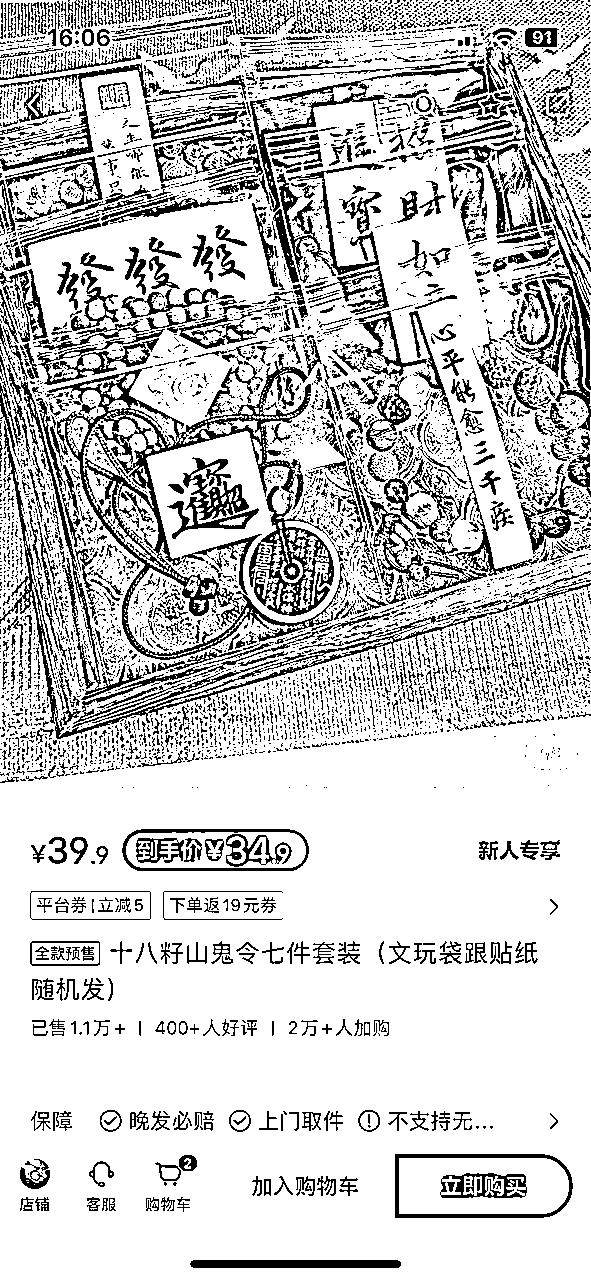 16:06
91
發發發
招財如
寶
心平能愈三千疾
¥39.9
到手价¥34.9
新人专享
平台券|立减5
下单返19元券
全款预售 十八籽山鬼令七件套装（文玩袋跟贴纸
随机发）
已售1.1万+ | 400+人好评 | 2万+人加购
保障
晚发必赔
上门取件
不支持无...
2
店铺
客服
购物车
加入购物车
立即购买